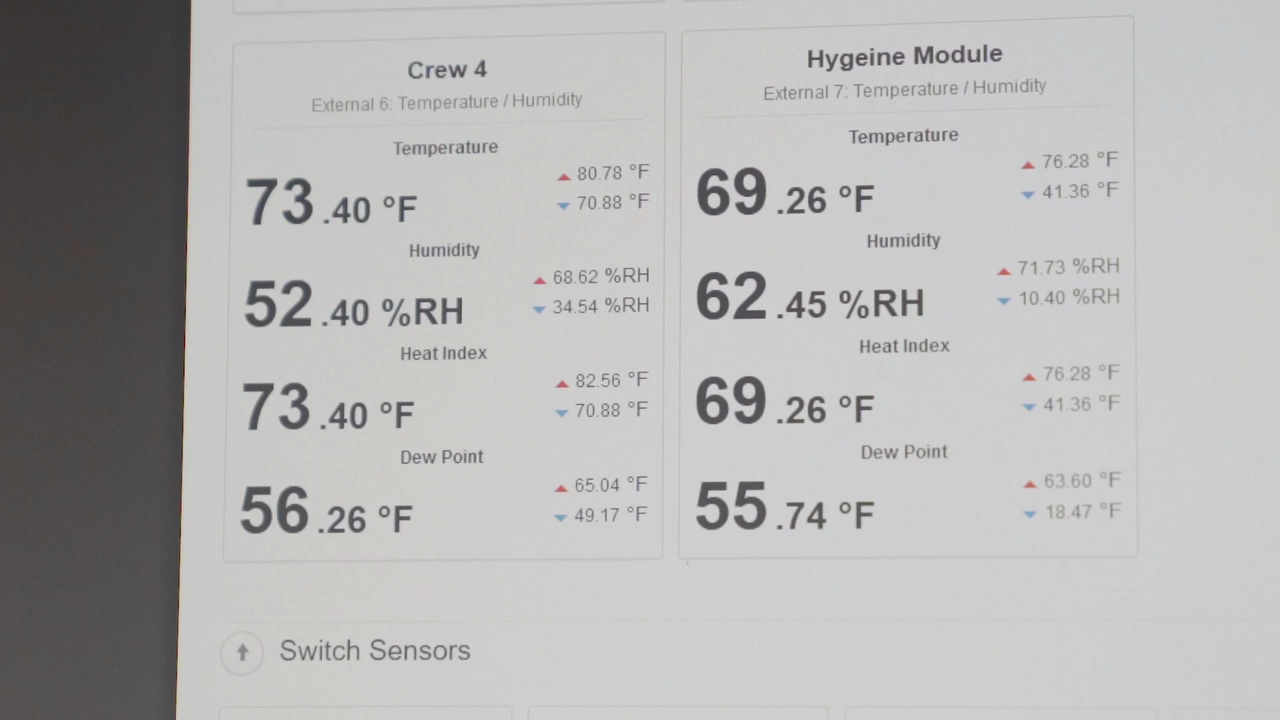 Crew 4
External 6: Temperature / Humidity
Temperature
73.40 °F
80.78 °F
70.88 °F
Humidity
52.40 %RH
68.62 %RH
34.54 %RH
Heat Index
73.40 °F
82.56 °F
70.88 °F
Dew Point
56.26 °F
65.04 °F
49.17 °F
Hygeine Module
External 7: Temperature / Humidity
Temperature
69.26 °F
76.28 °F
41.36 °F
Humidity
62.45 %RH
71.73 %RH
10.40 %RH
Heat Index
69.26 °F
76.28 °F
41.36 °F
Dew Point
55.74 °F
63.60 °F
18.47 °F
Switch Sensors